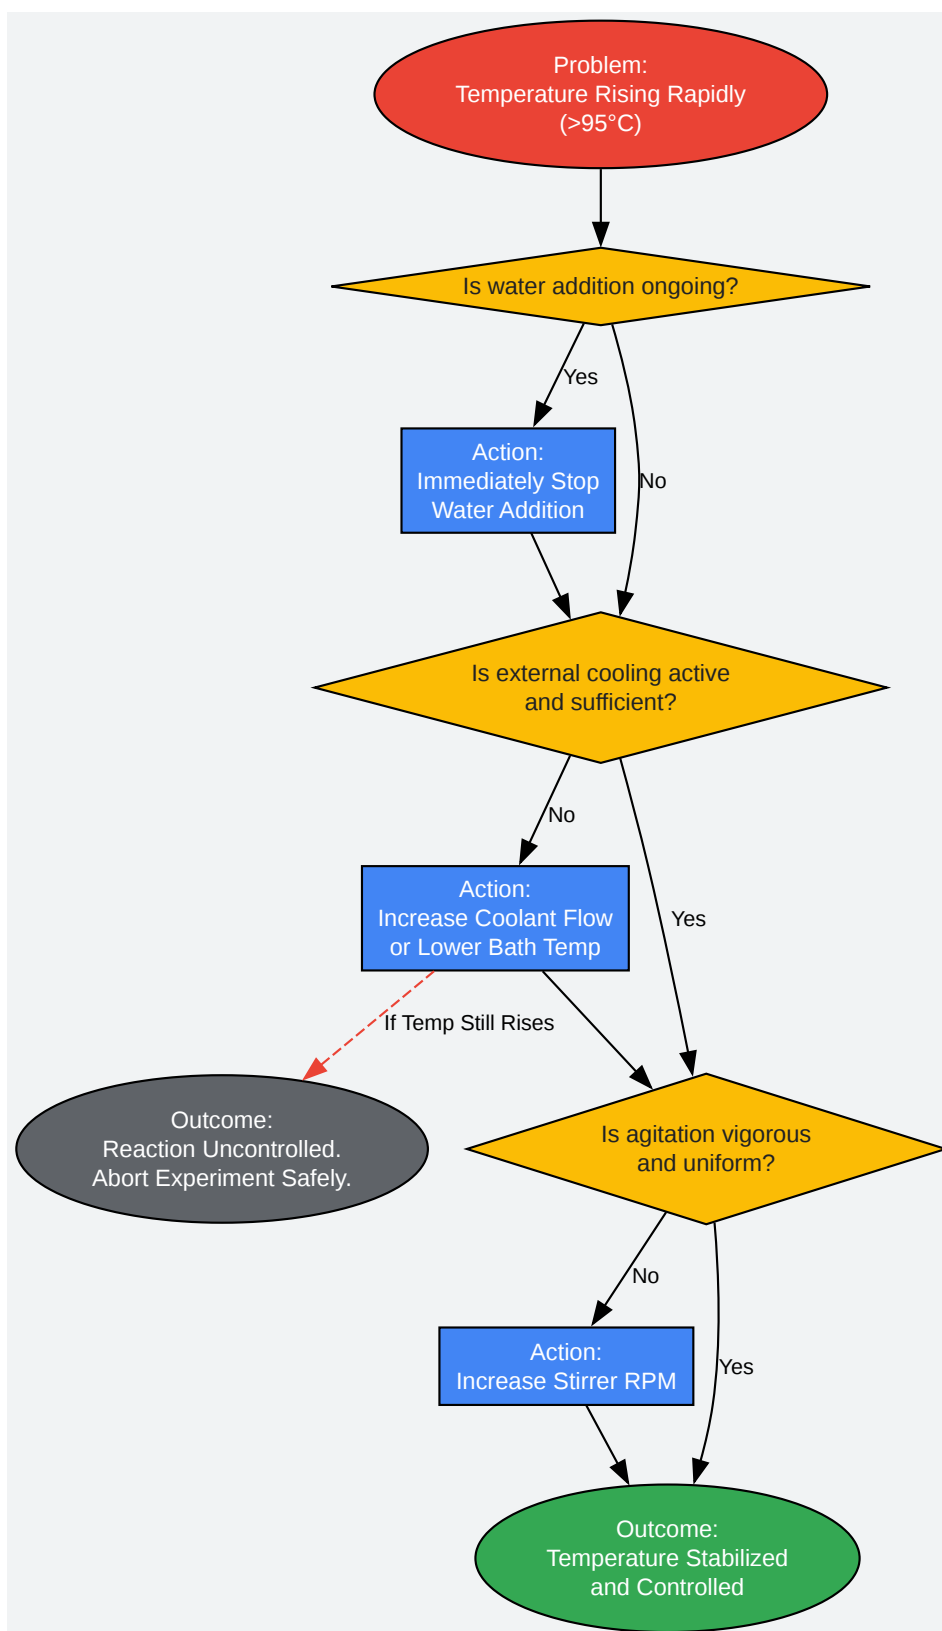 Problem:
Temperature Rising Rapidly
(>95°C)
Is water addition ongoing?
Yes
Action:
Immediately Stop
Water Addition
No
Is external cooling active
and sufficient?
No
Action:
Increase Coolant Flow
or Lower Bath Temp
Yes
If Temp Still Rises
Outcome:
Reaction Uncontrolled.
Abort Experiment Safely.
Is agitation vigorous
and uniform?
No
Action:
Increase Stirrer RPM
Yes
Outcome:
Temperature Stabilized
and Controlled